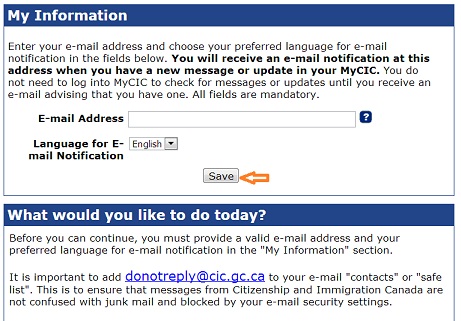 My Information
Enter your e-mail address and choose your preferred language for e-mail
notification in the fields below. You will receive an e-mail notification at this
address when you have a new message or update in your MyCIC. You do
not need to log into MyCIC to check for messages or updates until you receive an
e-mail advising that you have one. All fields are mandatory.
E-mail Address ?
Language for E-
mail Notification English
Save
What would you like to do today?
Before you can continue, you must provide a valid e-mail address and your
preferred language for e-mail notification in the "My Information" section.
It is important to add donotreply@cic.gc.ca to your e-mail "contacts" or "safe
list". This is to ensure that messages from Citizenship and Immigration Canada are
not confused with junk mail and blocked by your e-mail security settings.